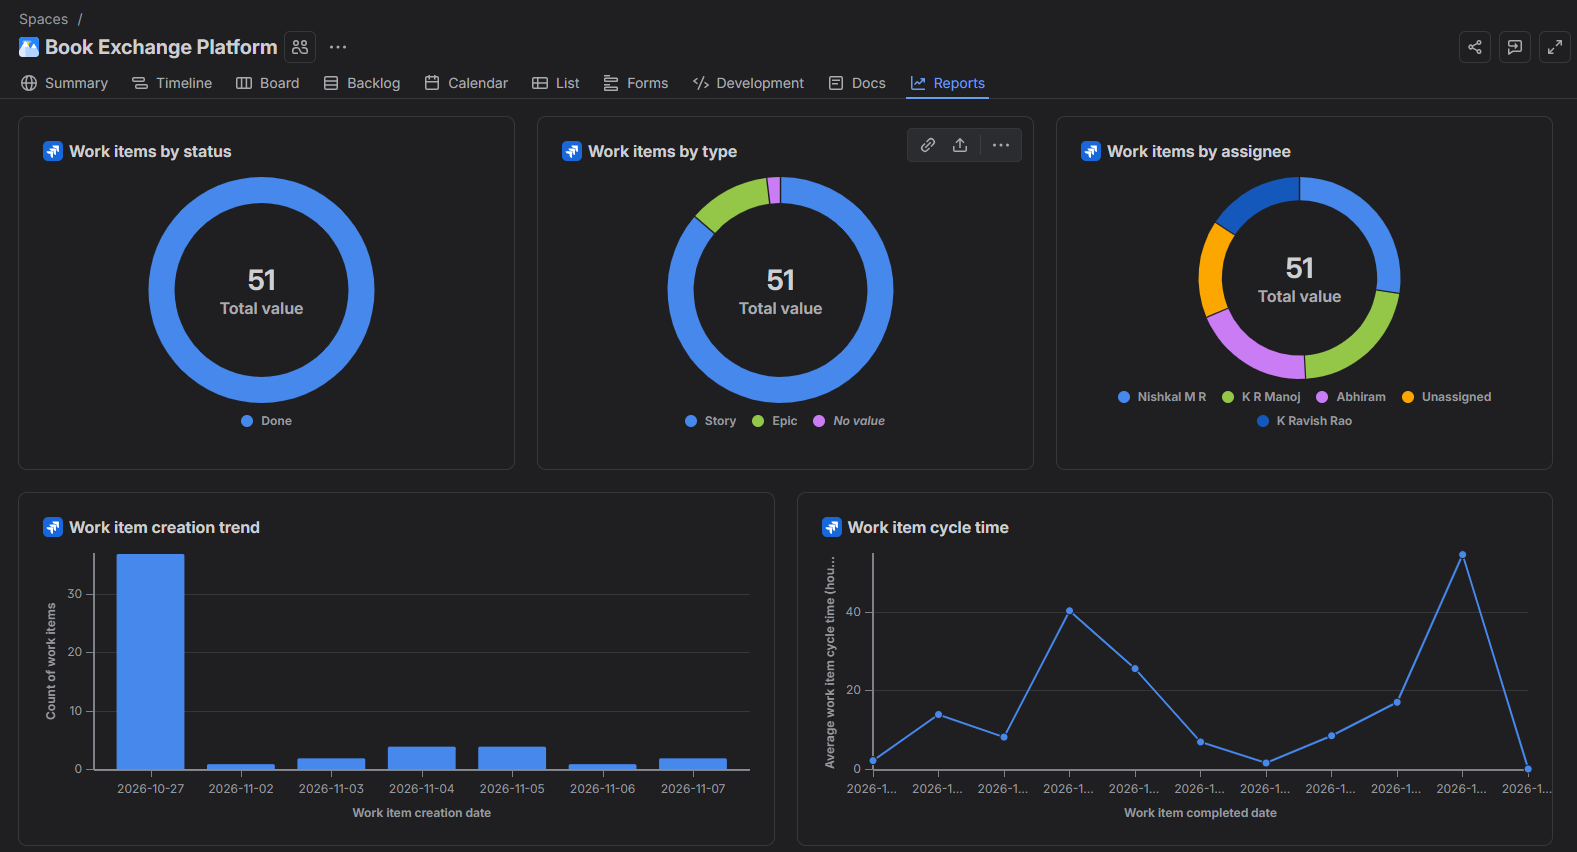 Spaces /
Book Exchange Platform
Summary Timeline Board Backlog Calendar List Forms Development Docs Reports
Work items by status
51
Total value
Done
Work items by type
51
Total value
Story Epic No value
Work items by assignee
51
Total value
Nishkal M R K R Manoj Abhiram Unassigned
K Ravish Rao
Work item creation trend
Count of work items
30
20
10
0
2026-10-27 2026-11-02 2026-11-03 2026-11-04 2026-11-05 2026-11-06 2026-11-07
Work item creation date
Work item cycle time
Average work item cycle time (hou...
40
20
0
2026-1... 2026-1... 2026-1... 2026-1... 2026-1... 2026-1... 2026-1... 2026-1... 2026-1... 2026-1... 2026-1...
Work item completed date